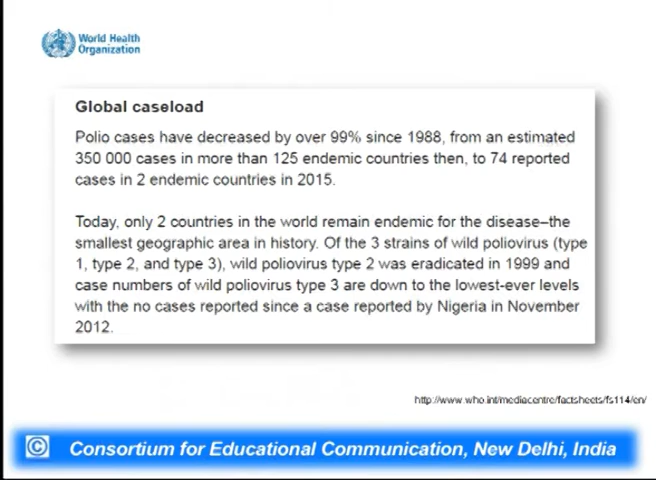 World Health
Organization
Global caseload
Polio cases have decreased by over 99% since 1988, from an estimated
350 000 cases in more than 125 endemic countries then, to 74 reported
cases in 2 endemic countries in 2015.
Today, only 2 countries in the world remain endemic for the disease–the
smallest geographic area in history. Of the 3 strains of wild poliovirus (type
1, type 2, and type 3), wild poliovirus type 2 was eradicated in 1999 and
case numbers of wild poliovirus type 3 are down to the lowest-ever levels
with the no cases reported since a case reported by Nigeria in November
2012.
http://www.who.int/mediacentre/factsheets/fs114/en/
© Consortium for Educational Communication, New Delhi, India